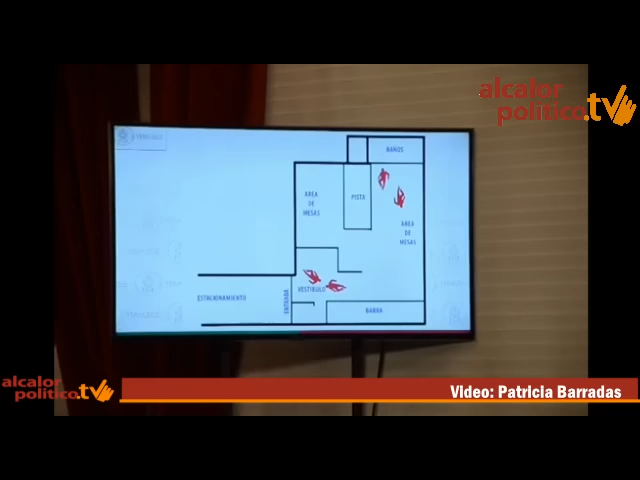 alcalor
político.tv
BAÑOS
AREA
DE
MESAS
PISTA
AREA
DE
MESAS
ESTACIONAMIENTO
ENTRADA
VESTIBULO
BARRA
alcalor
político.tv
Video: Patricia Barradas